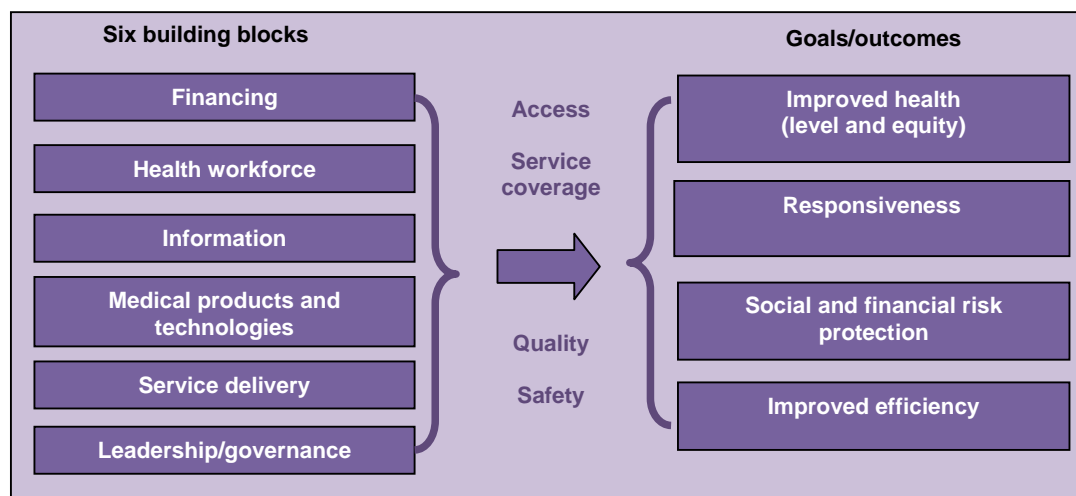 Six building blocks
Financing
Health workforce
Information
Medical products and
technologies
Service delivery
Leadership/governance
Access
Service
coverage
Quality
Safety
Goals/outcomes
Improved health
(level and equity)
Responsiveness
Social and financial risk
protection
Improved efficiency